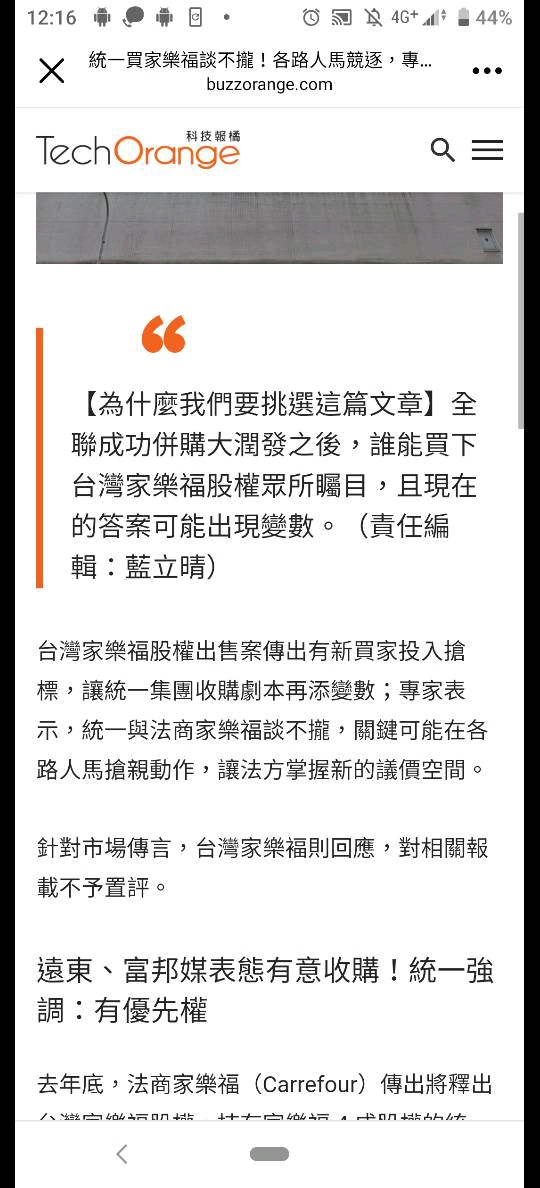 12:16
4G+
44%
統一買家樂福談不攏！各路人馬競逐，專...
buzzorange.com
科技報橘
TechOrange
【為什麼我們要挑選這篇文章】全
聯成功併購大潤發之後，誰能買下
台灣家樂福股權眾所矚目，且現在
的答案可能出現變數。（責任編
輯：藍立晴）
台灣家樂福股權出售案傳出有新買家投入搶
標，讓統一集團收購劇本再添變數；專家表
示，統一與法商家樂福談不攏，關鍵可能在各
路人馬搶親動作，讓法方掌握新的議價空間。
針對市場傳言，台灣家樂福則回應，對相關報
載不予置評。
遠東、富邦媒表態有意收購！統一強
調：有優先權
去年底，法商家樂福（Carrefour）傳出將釋出